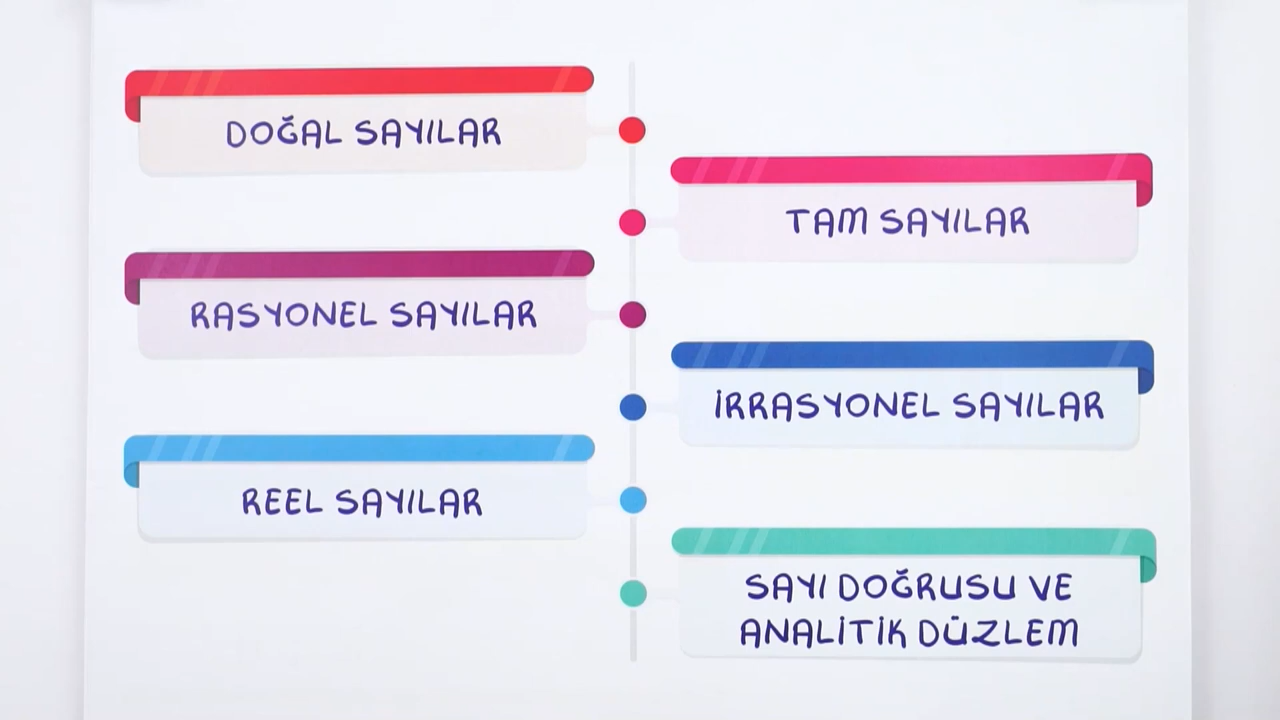 DOĞAL SAYILAR
TAM SAYILAR
RASYONEL SAYILAR
İRRASYONEL SAYILAR
REEL SAYILAR
SAYI DOĞRUSU VE
ANALİTİK DÜZLEM